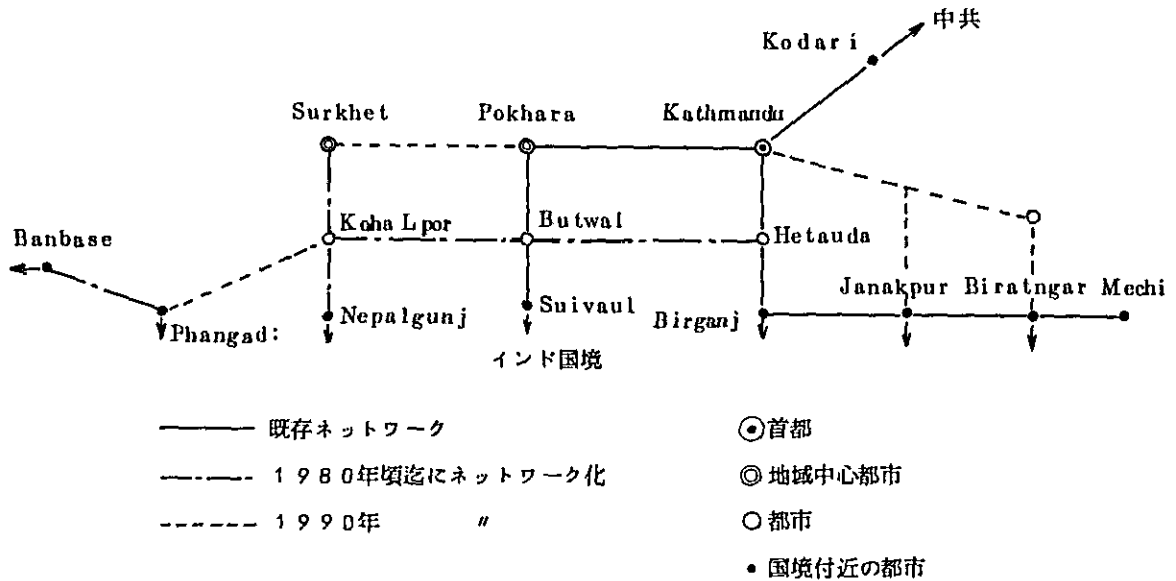 中共
Kodari
Surkhet
Pokhara
Kathmandu
Banbase
Koha Lpor
Butwal
Hetauda
Janakpur Biratngar Mechi
Phangad:
Nepalgunj
Suivaul
Birganj
インド国境
既存ネットワーク
首都
1980年頃迄にネットワーク化
地域中心都市
1990年 〃
都市
国境付近の都市